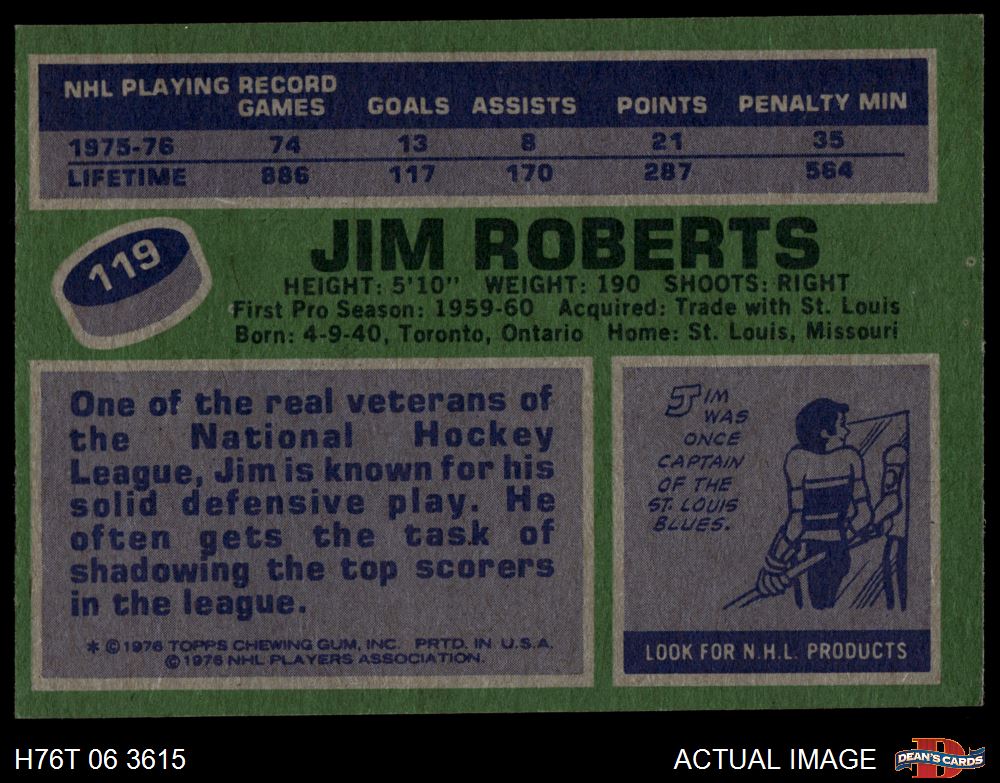 NHL PLAYING RECORD
GAMES GOALS ASSISTS POINTS PENALTY MIN
1975-76 74 13 8 21 35
LIFETIME 886 117 170 287 564
119
JIM ROBERTS
HEIGHT: 5'10" WEIGHT: 190 SHOOTS: RIGHT
First Pro Season: 1959-60 Acquired: Trade with St. Louis
Born: 4-9-40, Toronto, Ontario Home: St. Louis, Missouri
One of the real veterans of
the National Hockey
League, Jim is known for his
solid defensive play. He
often gets the task of
shadowing the top scorers
in the league.
* © 1976 TOPPS CHEWING GUM, INC. PRTD. IN U.S.A.
© 1976 NHL PLAYERS ASSOCIATION.
JIM
WAS
ONCE
CAPTAIN
OF THE
ST. LOUIS
BLUES.
LOOK FOR N.H.L. PRODUCTS
H76T 06 3615
ACTUAL IMAGE
D
DEAN'S CARDS